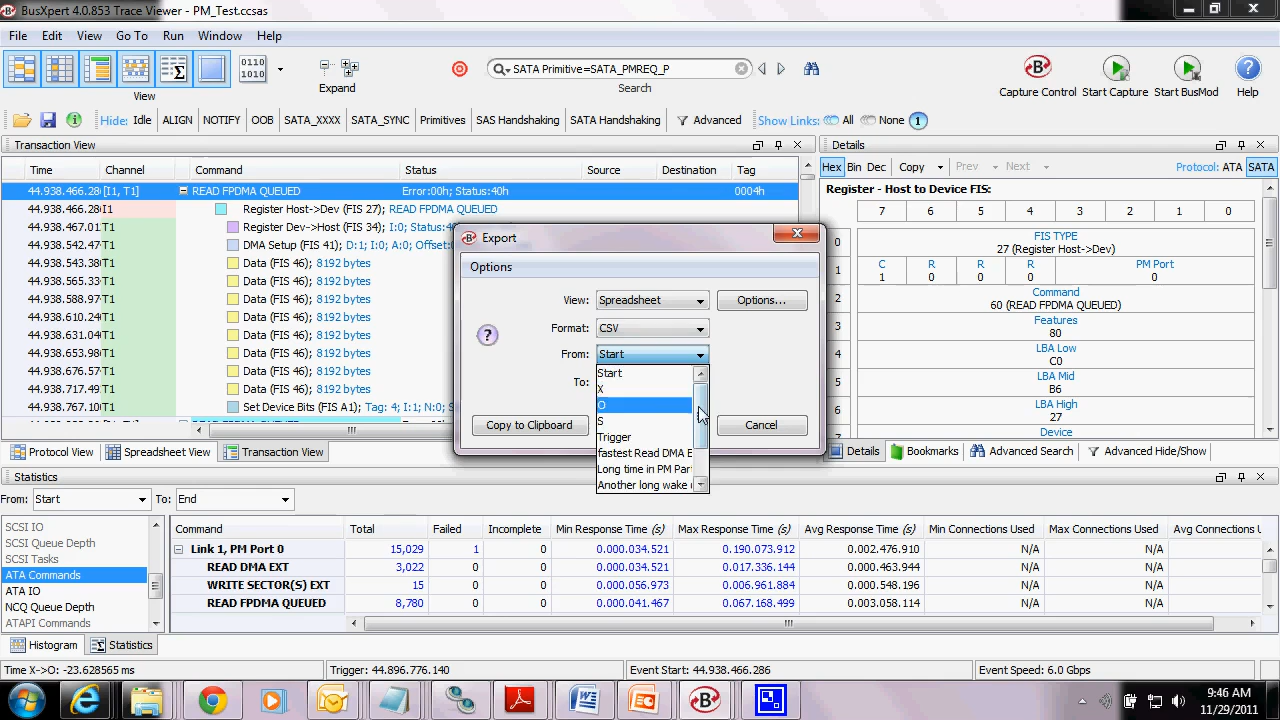 BusXpert 4.0.853 Trace Viewer - PM_Test.ccsas
File Edit View Go To Run Window Help
0110
1010
SATA Primitive=SATA_PMREQ_P
View Expand Search Capture Control Start Capture Start BusMod Help
Hide: Idle ALIGN NOTIFY OOB SATA_XXXX SATA_SYNC Primitives SAS Handshaking SATA Handshaking Advanced Show Links: All None
Transaction View
Time Channel Command Status Source Destination Tag
44.938.466.28 [I1, T1] READ FPDMA QUEUED Error:00h; Status:40h 0004h
44.938.466.28 I1 Register Host->Dev (FIS 27); READ FPDMA QUEUED
44.938.467.01 T1 Register Dev->Host (FIS 34); I:0; Status:4
44.938.542.47 T1 DMA Setup (FIS 41); D:1; I:0; A:0; Offset:
44.938.543.38 T1 Data (FIS 46); 8192 bytes
44.938.565.33 T1 Data (FIS 46); 8192 bytes
44.938.588.97 T1 Data (FIS 46); 8192 bytes
44.938.610.24 T1 Data (FIS 46); 8192 bytes
44.938.631.04 T1 Data (FIS 46); 8192 bytes
44.938.653.98 T1 Data (FIS 46); 8192 bytes
44.938.676.57 T1 Data (FIS 46); 8192 bytes
44.938.717.49 T1 Data (FIS 46); 8192 bytes
44.938.767.10 T1 Set Device Bits (FIS A1); Tag: 4; I:1; N:0; S
Protocol View Spreadsheet View Transaction View
Details
Hex Bin Dec Copy Prev Next Protocol: ATA SATA
Register - Host to Device FIS:
7 6 5 4 3 2 1 0
0 FIS TYPE
27 (Register Host->Dev)
1 C R R R PM Port
1 0 0 0 0
2 Command
60 (READ FPDMA QUEUED)
3 Features
80
4 LBA Low
C0
5 LBA Mid
B6
6 LBA High
27
7 Device
Details Bookmarks Advanced Search Advanced Hide/Show
Export
Options
View: Spreadsheet Options...
Format: CSV
From: Start
To:
Start
X
O
S
Trigger
fastest Read DMA E
Long time in PM Par
Another long wake
Copy to Clipboard Cancel
Statistics
From: Start To: End
SCSI IO
SCSI Queue Depth
SCSI Tasks
ATA Commands
ATA IO
NCQ Queue Depth
ATAPI Commands
Command Total Failed Incomplete Min Response Time (s) Max Response Time (s) Avg Response Time (s) Min Connections Used Max Connections Used Avg Connections U
Link 1, PM Port 0 15,029 1 0 0.000.034.521 0.190.073.912 0.002.476.910 N/A N/A
READ DMA EXT 3,022 0 0 0.000.034.521 0.017.336.144 0.000.463.944 N/A N/A
WRITE SECTOR(S) EXT 15 0 0 0.000.056.973 0.006.961.884 0.000.548.196 N/A N/A
READ FPDMA QUEUED 8,780 0 0 0.000.041.467 0.067.168.499 0.003.058.114 N/A N/A
Histogram Statistics
Time X->O: -23.628565 ms Trigger: 44.896.776.140 Event Start: 44.938.466.286 Event Speed: 6.0 Gbps
9:46 AM
11/29/2011